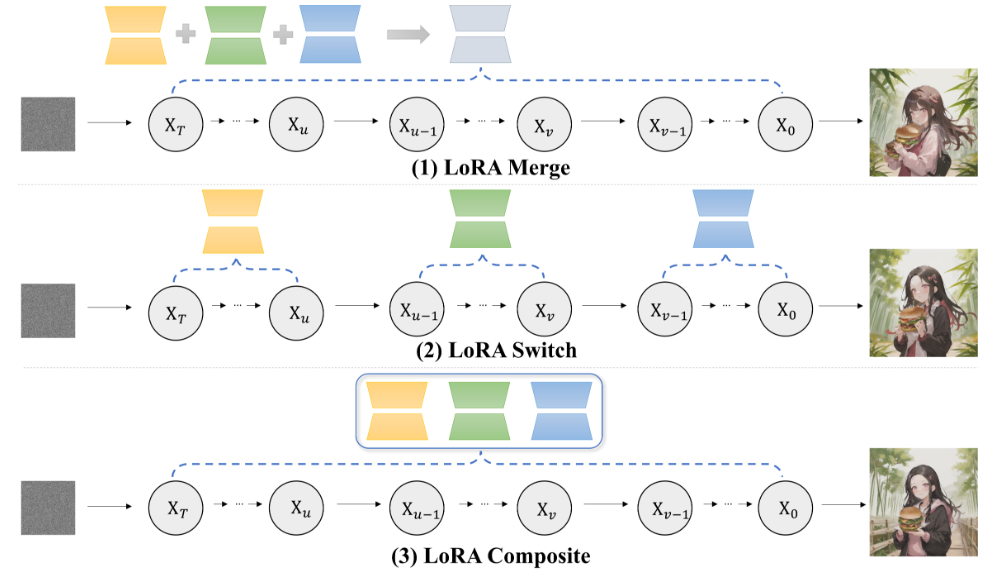 X_T ... X_u X_{u-1} ... X_v X_{v-1} ... X_0
(1) LoRA Merge
X_T ... X_u X_{u-1} ... X_v X_{v-1} ... X_0
(2) LoRA Switch
X_T ... X_u X_{u-1} ... X_v X_{v-1} ... X_0
(3) LoRA Composite